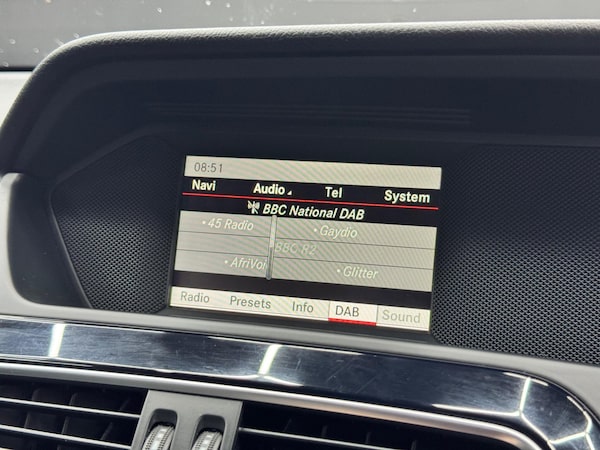 08:51
Navi Audio Tel System
BBC National DAB
• 45 Radio • Gaydio
BBC R2
• AfriVoi • Glitter
Radio Presets Info DAB Sound